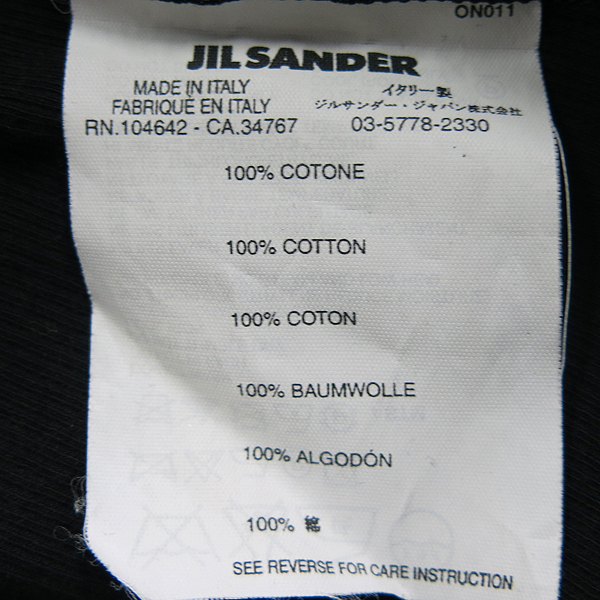 ON011
JIL SANDER
MADE IN ITALY
FABRIQUÈ EN ITALY
RN.104642 - CA.34767
イタリー製
ジルサンダー・ジャパン株式会社
03-5778-2330
100% COTONE
100% COTTON
100% COTON
100% BAUMWOLLE
100% ALGODÓN
100% 綿
SEE REVERSE FOR CARE INSTRUCTION